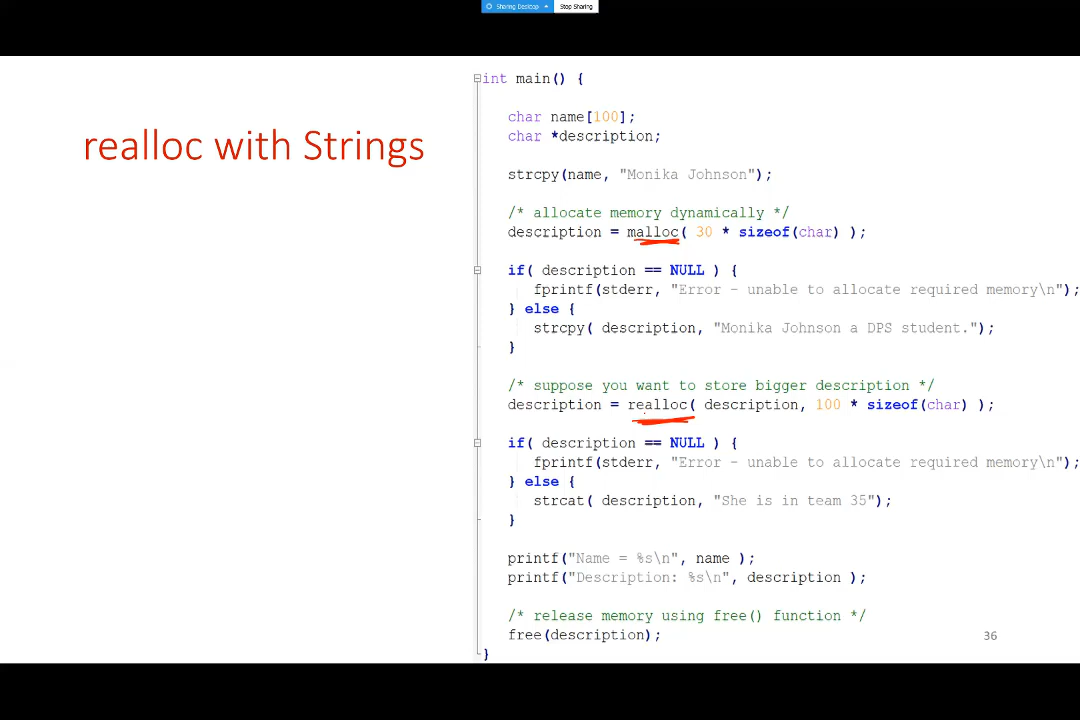 Sharing Desktop Stop Sharing
realloc with Strings
int main() {
char name[100];
char *description;
strcpy(name, "Monika Johnson");
/* allocate memory dynamically */
description = malloc( 30 * sizeof(char) );
if( description == NULL ) {
fprintf(stderr, "Error - unable to allocate required memory\n");
} else {
strcpy( description, "Monika Johnson a DPS student.");
}
/* suppose you want to store bigger description */
description = realloc( description, 100 * sizeof(char) );
if( description == NULL ) {
fprintf(stderr, "Error - unable to allocate required memory\n");
} else {
strcat( description, "She is in team 35");
}
printf("Name = %s\n", name );
printf("Description: %s\n", description );
/* release memory using free() function */
free(description);
}
36